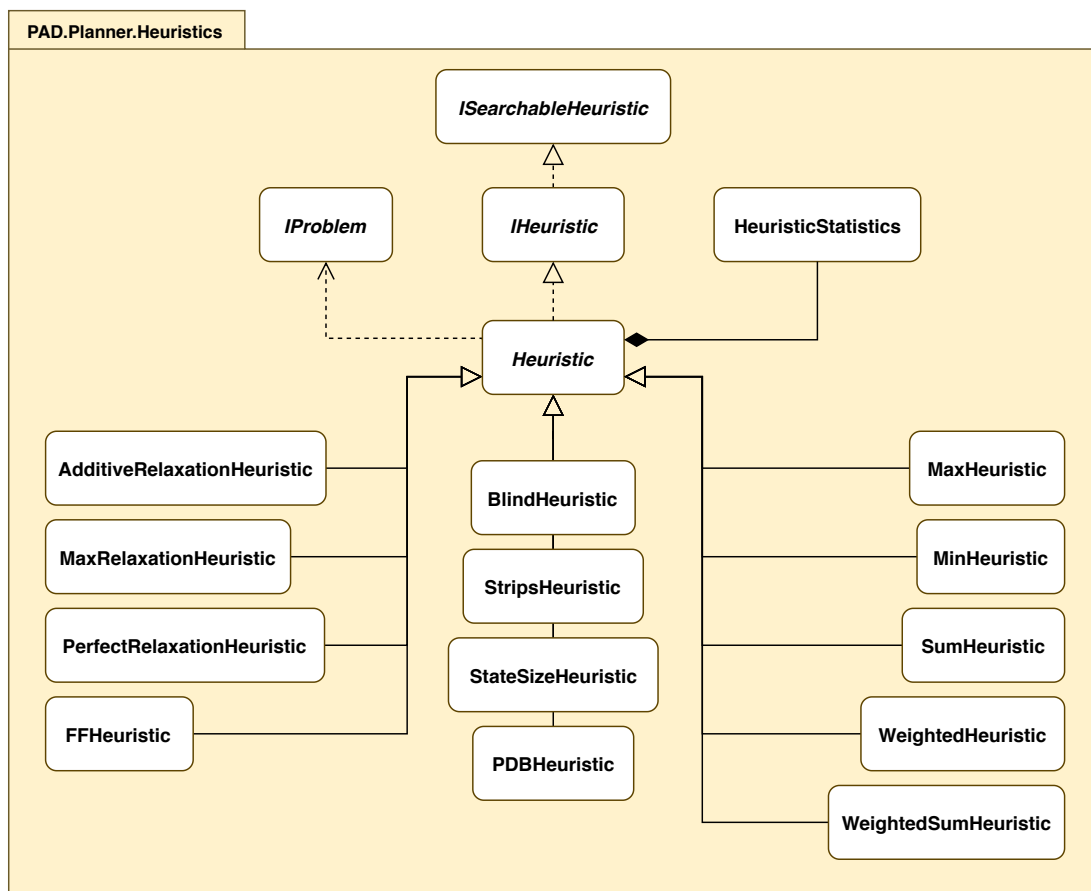 PAD.Planner.Heuristics
ISearchableHeuristic
IProblem
IHeuristic
HeuristicStatistics
Heuristic
AdditiveRelaxationHeuristic
MaxRelaxationHeuristic
PerfectRelaxationHeuristic
FFHeuristic
BlindHeuristic
StripsHeuristic
StateSizeHeuristic
PDBHeuristic
MaxHeuristic
MinHeuristic
SumHeuristic
WeightedHeuristic
WeightedSumHeuristic